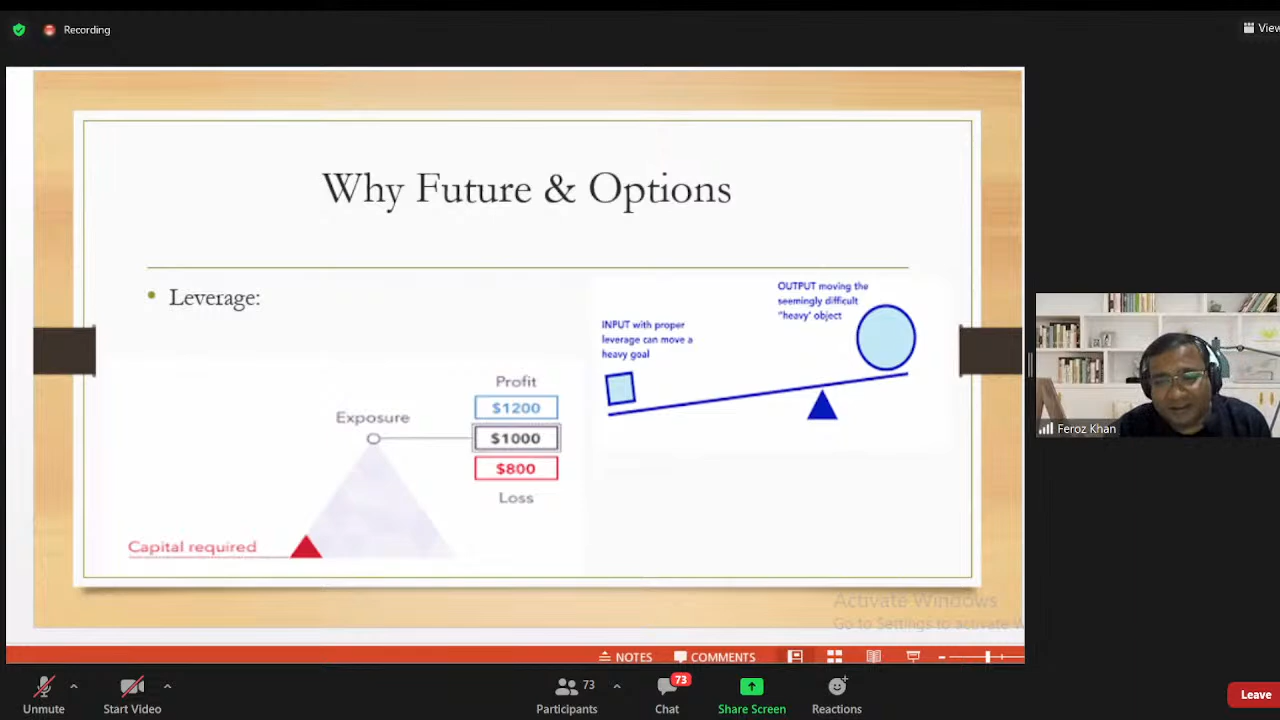 Recording
View
Why Future & Options
• Leverage:
OUTPUT moving the
seemingly difficult
"heavy' object
INPUT with proper
leverage can move a
heavy goal
Profit
$1200
Exposure
$1000
$800
Loss
Capital required
Feroz Khan
Activate Windows
Go to Settings to activate W
NOTES
COMMENTS
73
73
Unmute
Start Video
Participants
Chat
Share Screen
Reactions
Leave